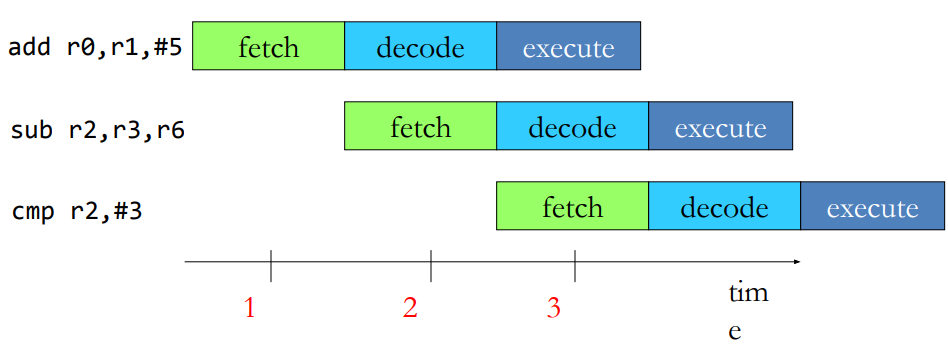 add r0,r1,#5 fetch decode execute
sub r2,r3,r6 fetch decode execute
cmp r2,#3 fetch decode execute
1 2 3 tim
e